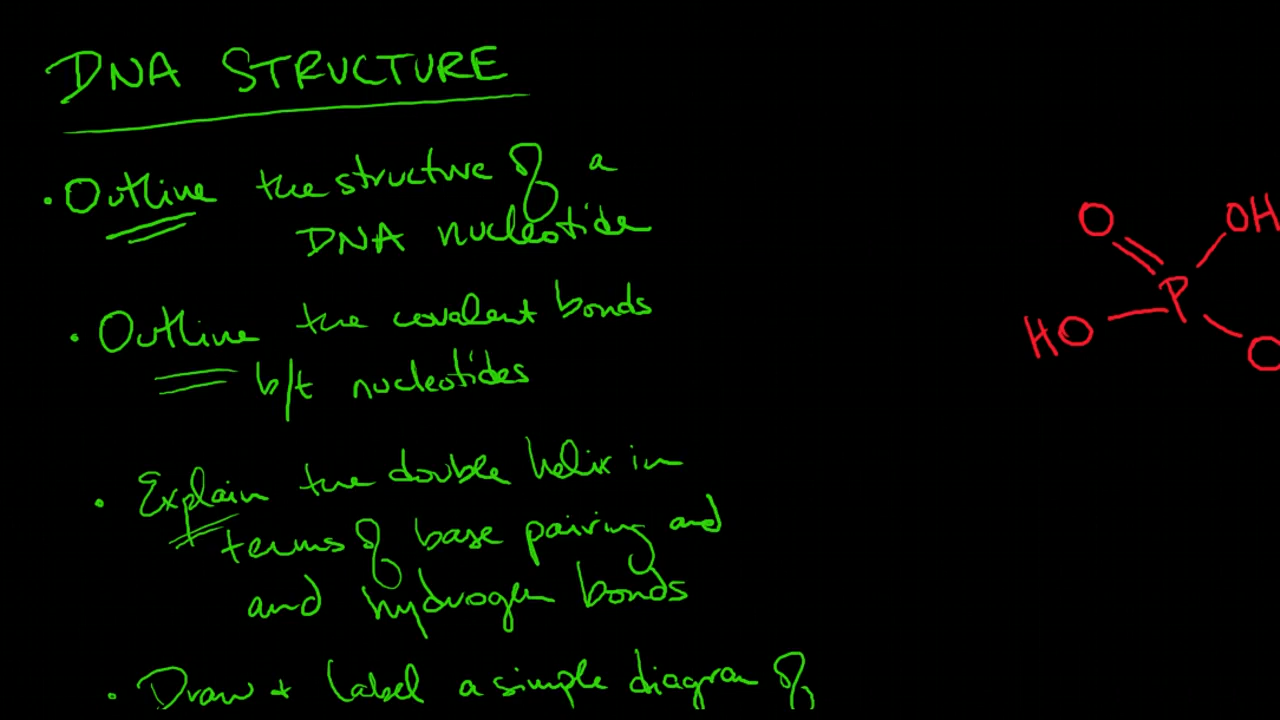 DNA STRUCTURE
• Outline the structure of a
DNA nucleotide
• Outline the covalent bonds
b/t nucleotides
• Explain the double helix in
terms of base pairing and
and hydrogen bonds
• Draw + label a simple diagram of
O
OH
P
HO
O